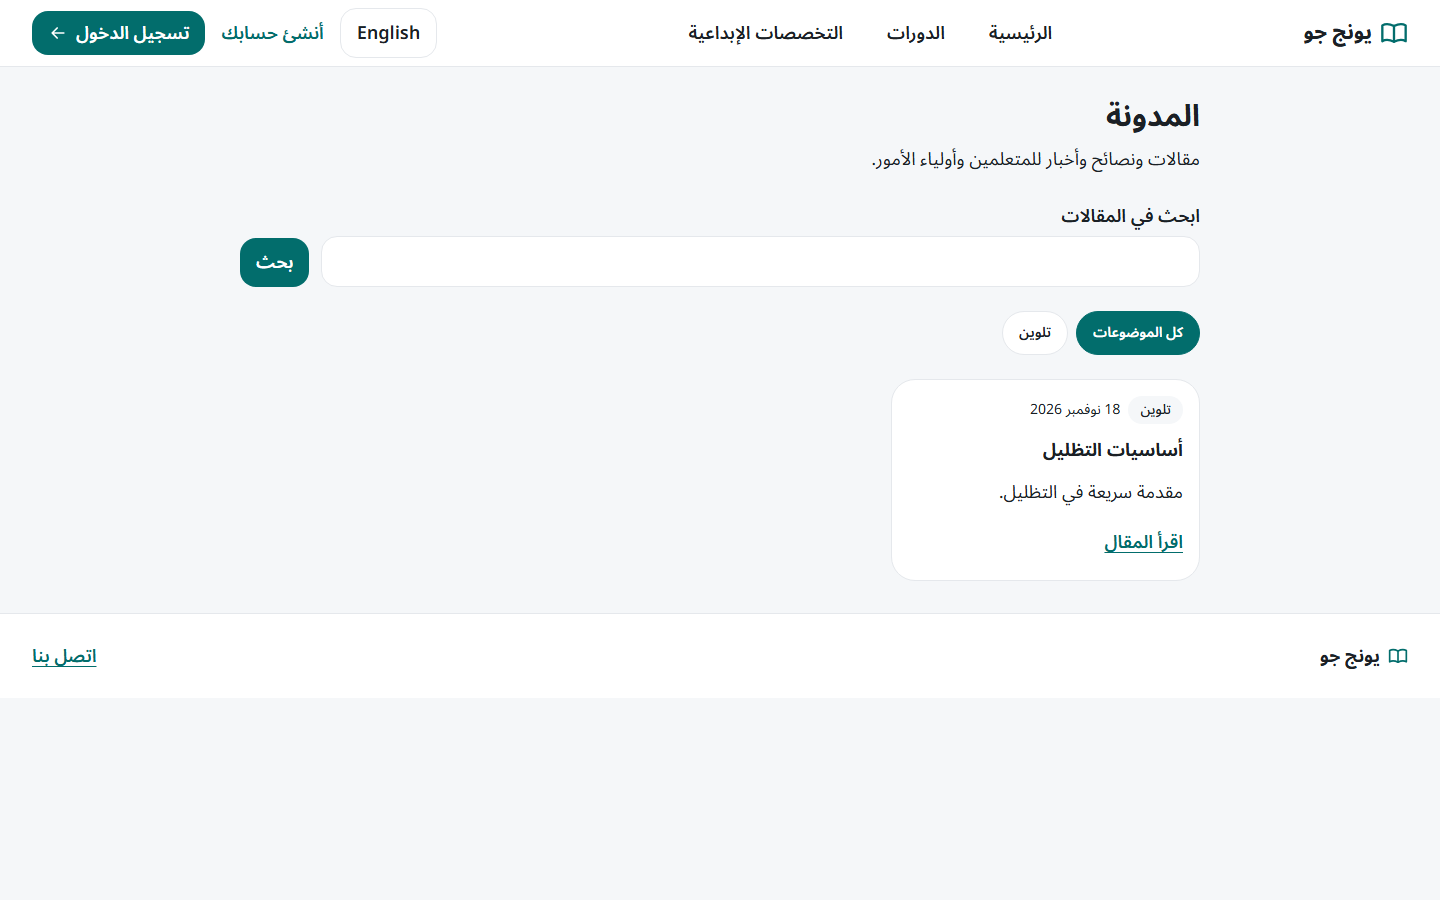 يونج جو
الرئيسية
الدورات
التخصصات الإبداعية
English
أنشئ حسابك
تسجيل الدخول ←
المدونة
مقالات ونصائح وأخبار للمتعلمين وأولياء الأمور.
ابحث في المقالات
بحث
كل الموضوعات
تلوين
تلوين 18 نوفمبر 2026
أساسيات التظليل
مقدمة سريعة في التظليل.
اقرأ المقال
يونج جو
اتصل بنا